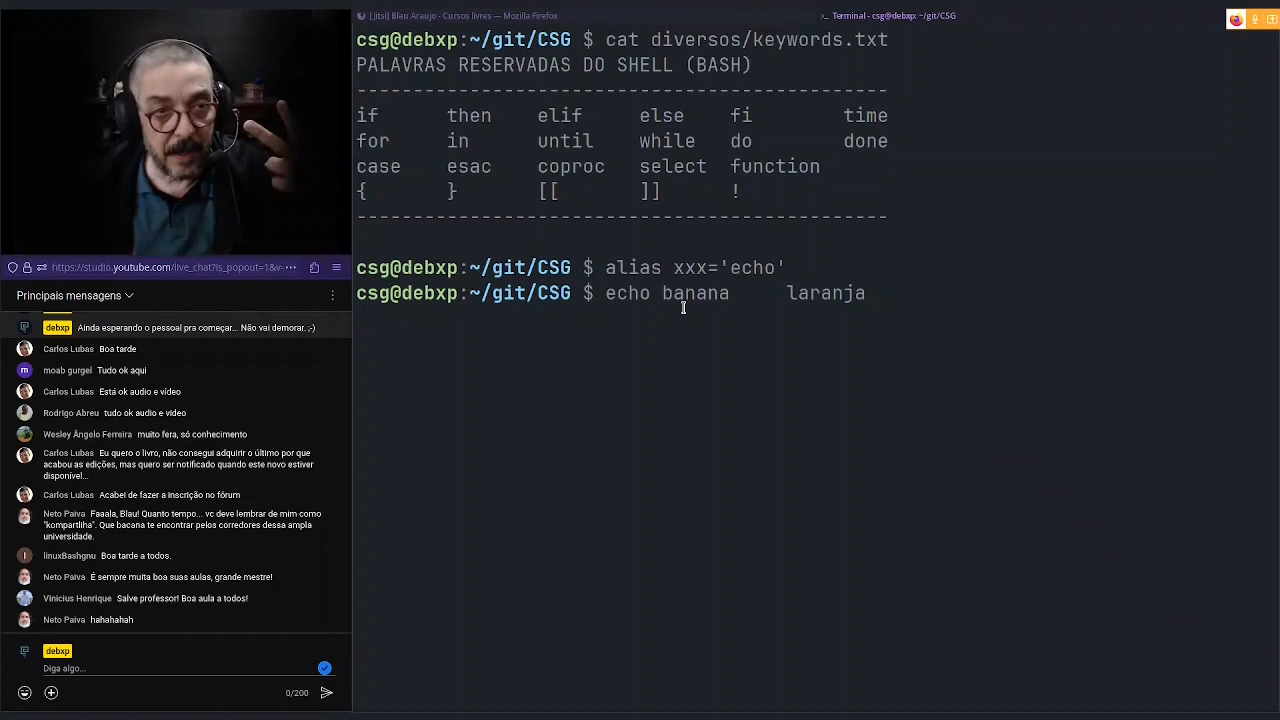 [Jitsi] Blau Araujo - Cursos livres — Mozilla Firefox
>_ Terminal - csg@debxp: ~/git/CSG
csg@debxp:~/git/CSG $ cat diversos/keywords.txt
PALAVRAS RESERVADAS DO SHELL (BASH)
-----------------------------------------------
if then elif else fi time
for in until while do done
case esac coproc select function
{ } [[ ]] !
-----------------------------------------------
csg@debxp:~/git/CSG $ alias xxx='echo'
csg@debxp:~/git/CSG $ echo banana     laranja
https://studio.youtube.com/live_chat?is_popout=1&v=…
Principais mensagens
debxp Ainda esperando o pessoal pra começar... Não vai demorar. ;-)
Carlos Lubas Boa tarde
m moab gurgel Tudo ok aqui
Carlos Lubas Está ok audio e vídeo
Rodrigo Abreu tudo ok audio e video
Wesley Ângelo Ferreira muito fera, só conhecimento
Carlos Lubas Eu quero o livro, não consegui adquirir o último por que
acabou as edições, mas quero ser notificado quando este novo estiver
disponível...
Carlos Lubas Acabei de fazer a inscrição no fórum
Neto Paiva Faaala, Blau! Quanto tempo... vc deve lembrar de mim como
"kompartliha". Que bacana te encontrar pelos corredores dessa ampla
universidade.
l linuxBashgnu Boa tarde a todos.
Neto Paiva É sempre muita boa suas aulas, grande mestre!
Vinicius Henrique Salve professor! Boa aula a todos!
Neto Paiva hahahahah
debxp
Diga algo...
0/200